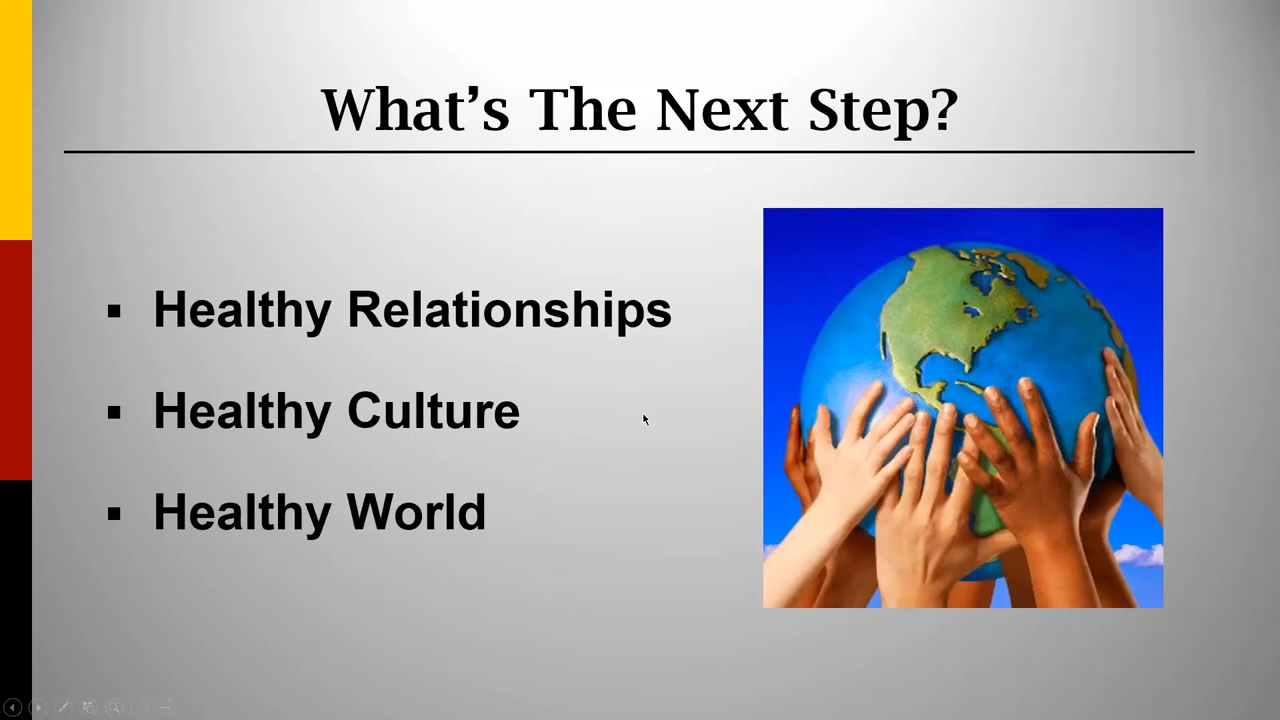 What’s The Next Step?
▪ Healthy Relationships
▪ Healthy Culture
▪ Healthy World